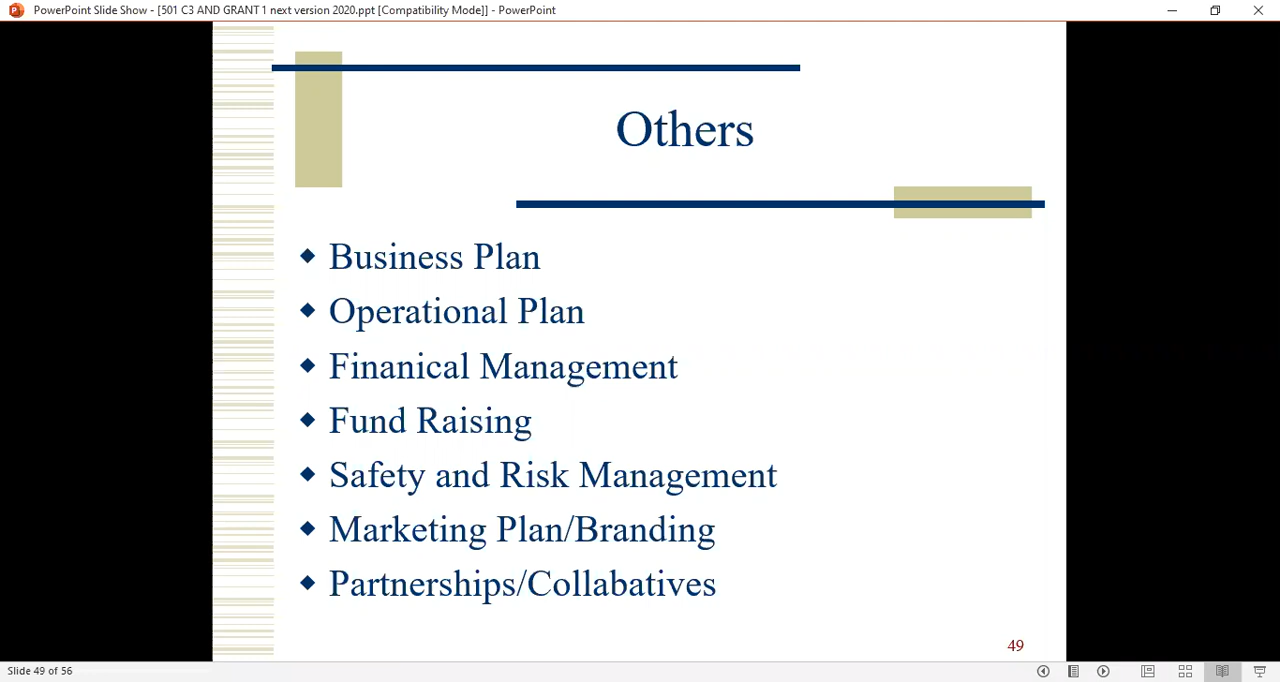 PowerPoint Slide Show - [501 C3 AND GRANT 1 next version 2020.ppt [Compatibility Mode]] - PowerPoint
Others
Business Plan
Operational Plan
Finanical Management
Fund Raising
Safety and Risk Management
Marketing Plan/Branding
Partnerships/Collabatives
49
Slide 49 of 56